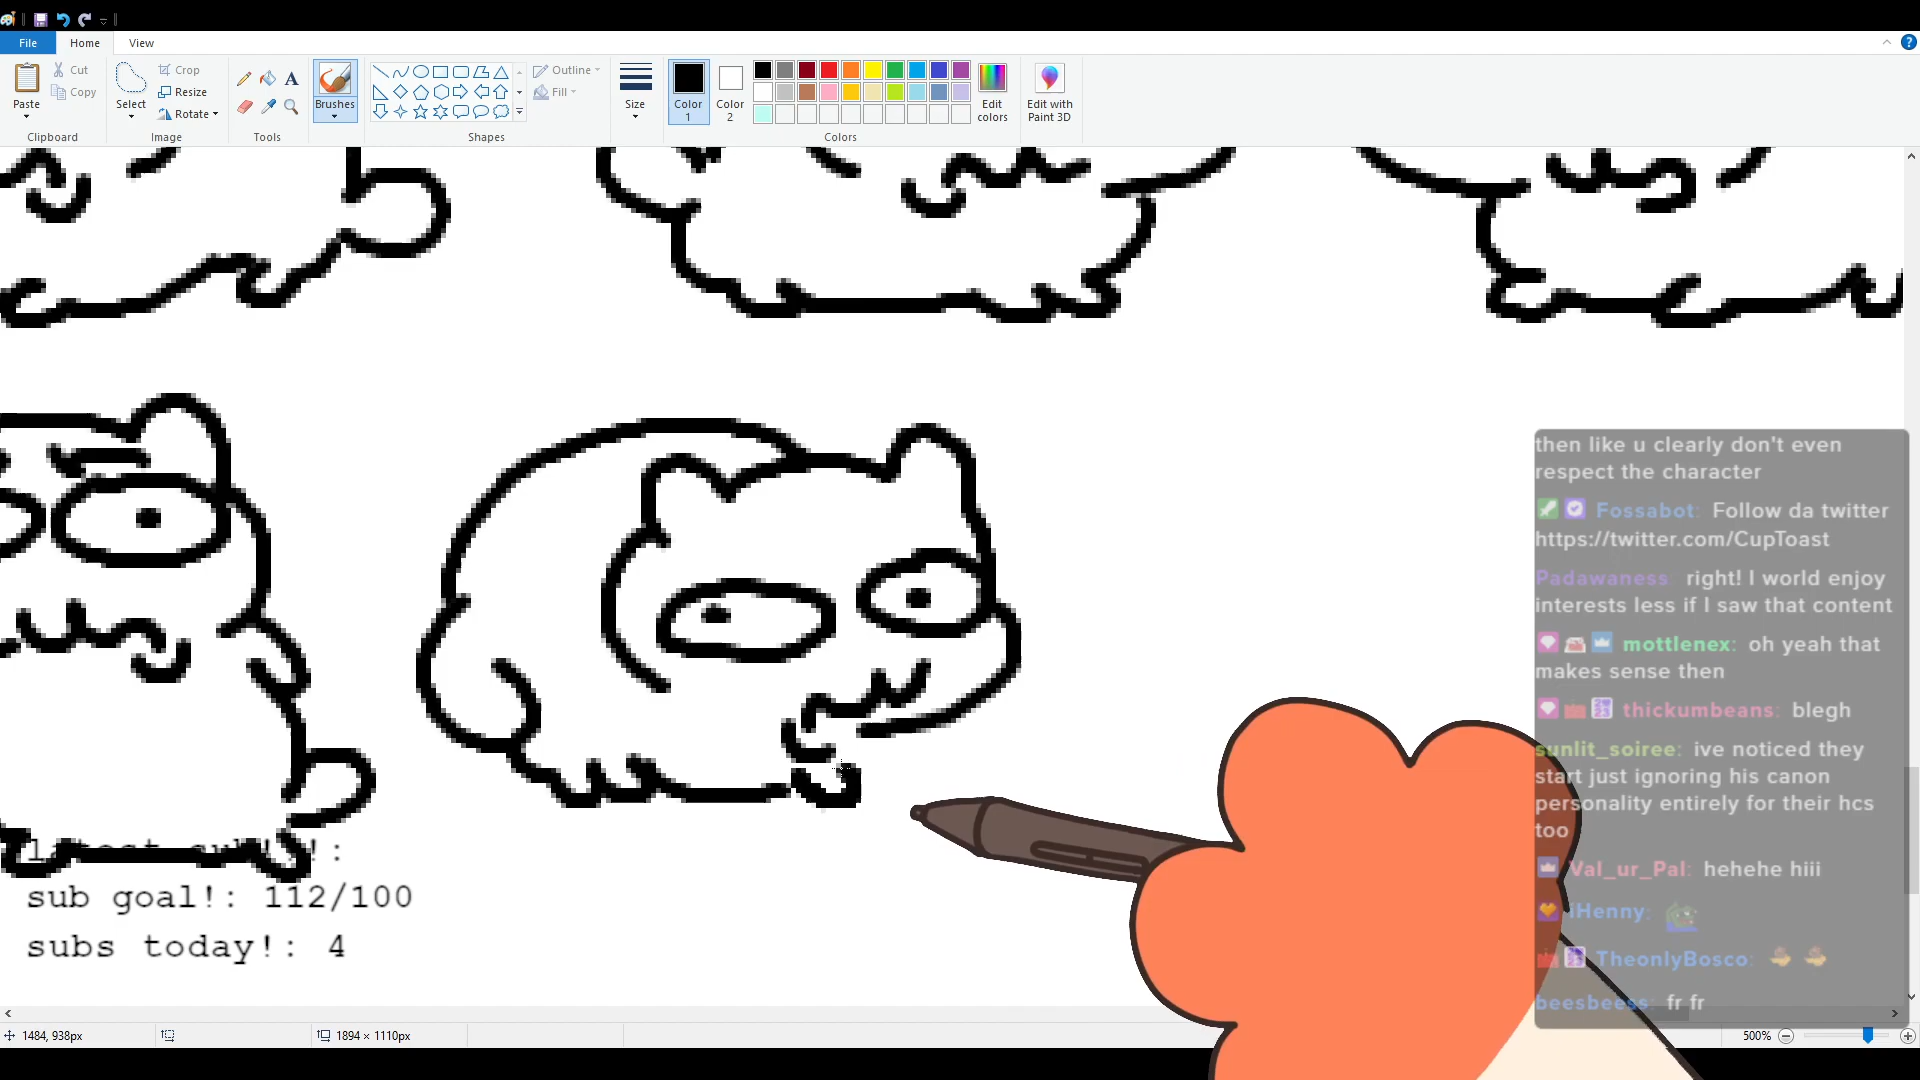 File Home View
Cut
Copy
Paste
Clipboard
Crop
Resize
Rotate
Select
Image
A
Tools
Brushes
Outline
Fill
Shapes
Size
Color 1
Color 2
Edit colors
Colors
Edit with Paint 3D
then like u clearly don't even
respect the character
Fossabot: Follow da twitter
https://twitter.com/CupToast
Padawaness: right! I world enjoy
interests less if I saw that content
mottlenex: oh yeah that
makes sense then
thickumbeans: blegh
sunlit_soiree: ive noticed they
start just ignoring his canon
personality entirely for their hcs
too
Val_ur_Pal: hehehe hiii
iHenny:
TheonlyBosco:
beesbeess: fr fr
latest sub!!:
sub goal!: 112/100
subs today!: 4
1484, 938px
1894 × 1110px
500%